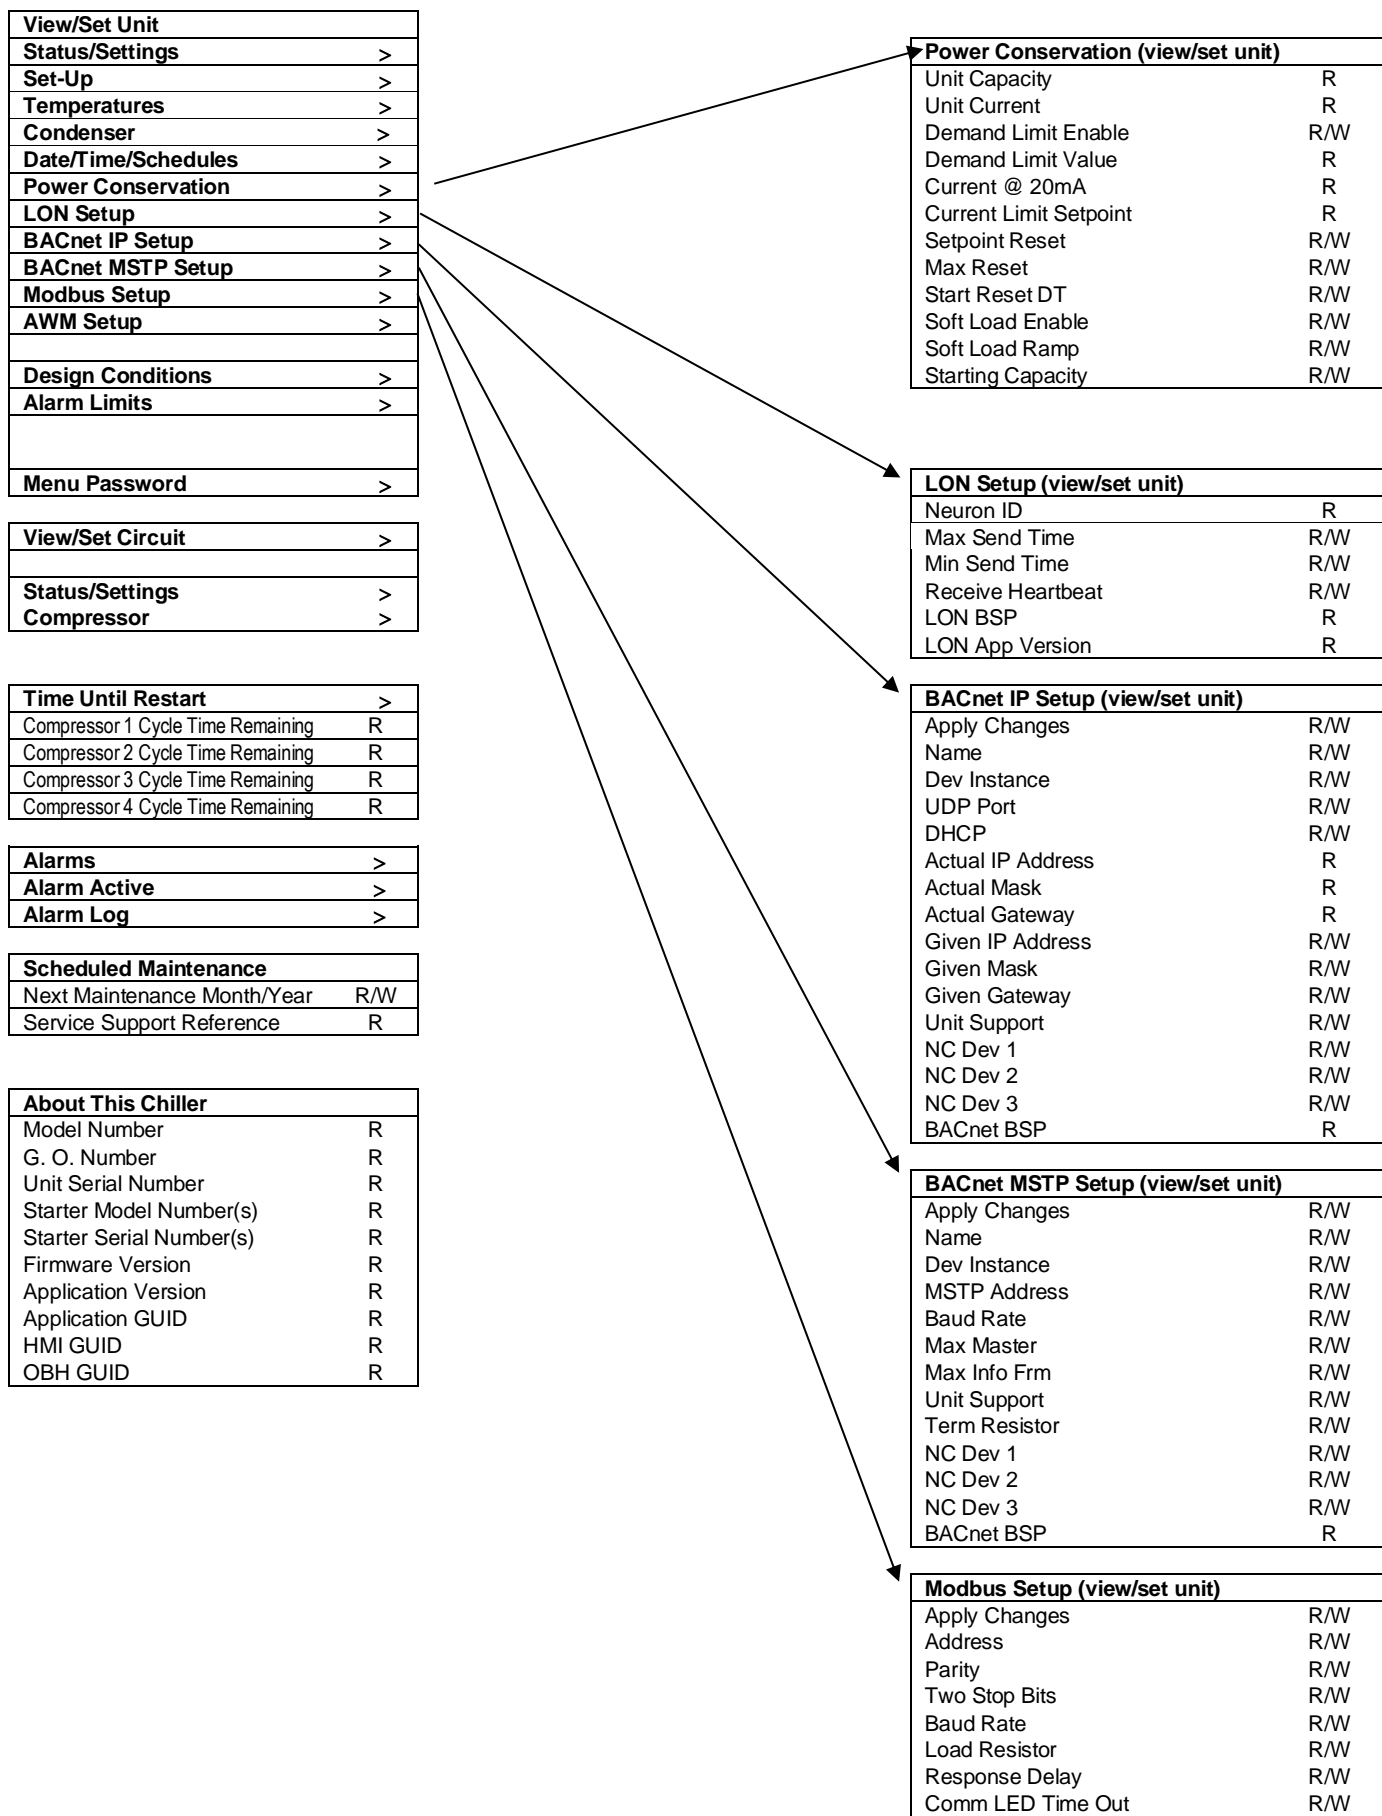 View/Set Unit
Status/Settings >
Set-Up >
Temperatures >
Condenser >
Date/Time/Schedules >
Power Conservation >
LON Setup >
BACnet IP Setup >
BACnet MSTP Setup >
Modbus Setup >
AWM Setup >
Design Conditions >
Alarm Limits >
Menu Password >
View/Set Circuit >
Status/Settings >
Compressor >
Time Until Restart >
Compressor 1 Cycle Time Remaining R
Compressor 2 Cycle Time Remaining R
Compressor 3 Cycle Time Remaining R
Compressor 4 Cycle Time Remaining R
Alarms >
Alarm Active >
Alarm Log >
Scheduled Maintenance
Next Maintenance Month/Year R/W
Service Support Reference R
About This Chiller
Model Number R
G. O. Number R
Unit Serial Number R
Starter Model Number(s) R
Starter Serial Number(s) R
Firmware Version R
Application Version R
Application GUID R
HMI GUID R
OBH GUID R
Power Conservation (view/set unit)
Unit Capacity R
Unit Current R
Demand Limit Enable R/W
Demand Limit Value R
Current @ 20mA R
Current Limit Setpoint R
Setpoint Reset R/W
Max Reset R/W
Start Reset DT R/W
Soft Load Enable R/W
Soft Load Ramp R/W
Starting Capacity R/W
LON Setup (view/set unit)
Neuron ID R
Max Send Time R/W
Min Send Time R/W
Receive Heartbeat R/W
LON BSP R
LON App Version R
BACnet IP Setup (view/set unit)
Apply Changes R/W
Name R/W
Dev Instance R/W
UDP Port R/W
DHCP R/W
Actual IP Address R
Actual Mask R
Actual Gateway R
Given IP Address R/W
Given Mask R/W
Given Gateway R/W
Unit Support R/W
NC Dev 1 R/W
NC Dev 2 R/W
NC Dev 3 R/W
BACnet BSP R
BACnet MSTP Setup (view/set unit)
Apply Changes R/W
Name R/W
Dev Instance R/W
MSTP Address R/W
Baud Rate R/W
Max Master R/W
Max Info Frm R/W
Unit Support R/W
Term Resistor R/W
NC Dev 1 R/W
NC Dev 2 R/W
NC Dev 3 R/W
BACnet BSP R
Modbus Setup (view/set unit)
Apply Changes R/W
Address R/W
Parity R/W
Two Stop Bits R/W
Baud Rate R/W
Load Resistor R/W
Response Delay R/W
Comm LED Time Out R/W